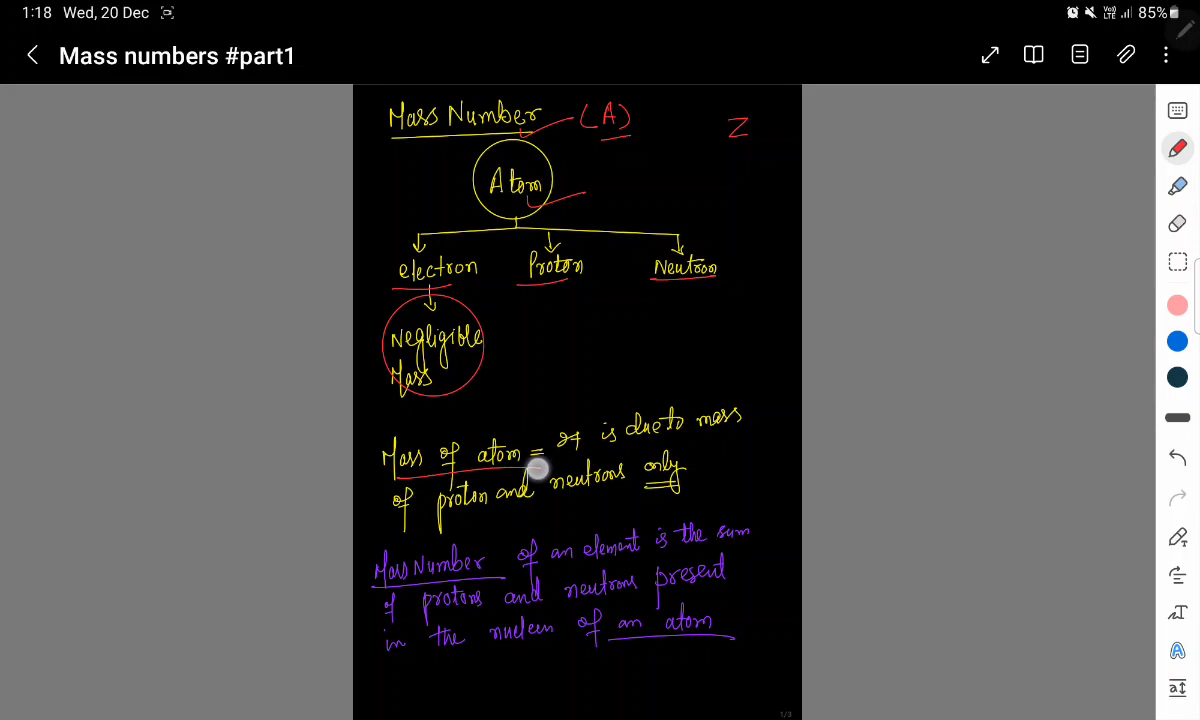 1:18 Wed, 20 Dec
Vo)) LTE 85%
Mass numbers #part1
Mass Number (A) Z
Atom
electron Proton Neutron
Negligible
Mass
Mass of atom = It is due to mass
of proton and neutrons only
Mass Number of an element is the sum
of protons and neutrons present
in the nucleus of an atom
1/3